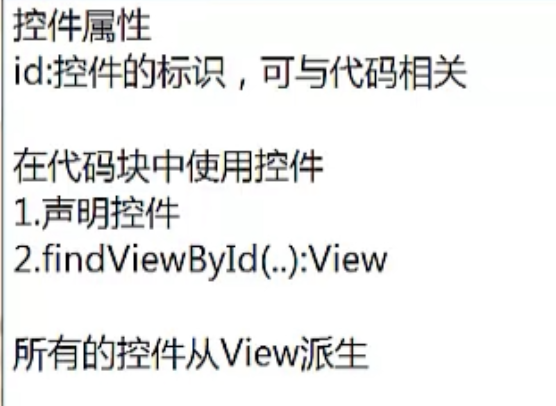 控件属性
id:控件的标识，可与代码相关
在代码块中使用控件
1.声明控件
2.findViewById(..):View
所有的控件从View派生